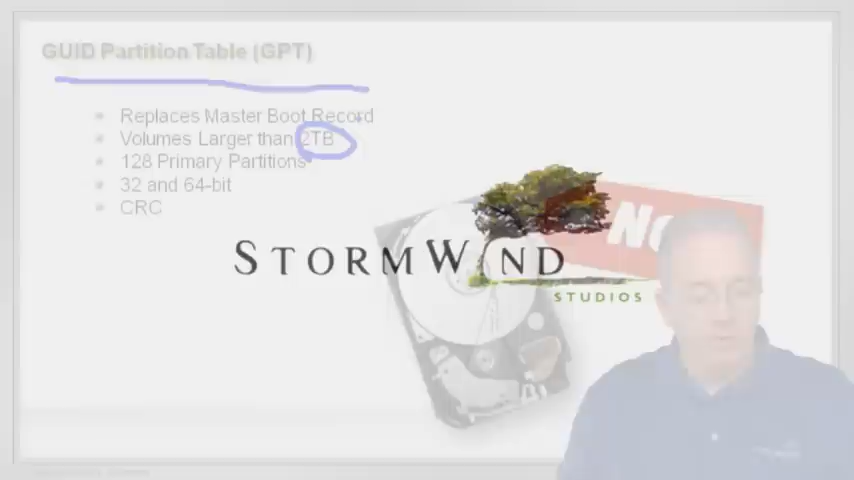 GUID Partition Table (GPT)
Replaces Master Boot Record
Volumes Larger than 2TB
128 Primary Partitions
32 and 64-bit
CRC
STORMWIND
STUDIOS